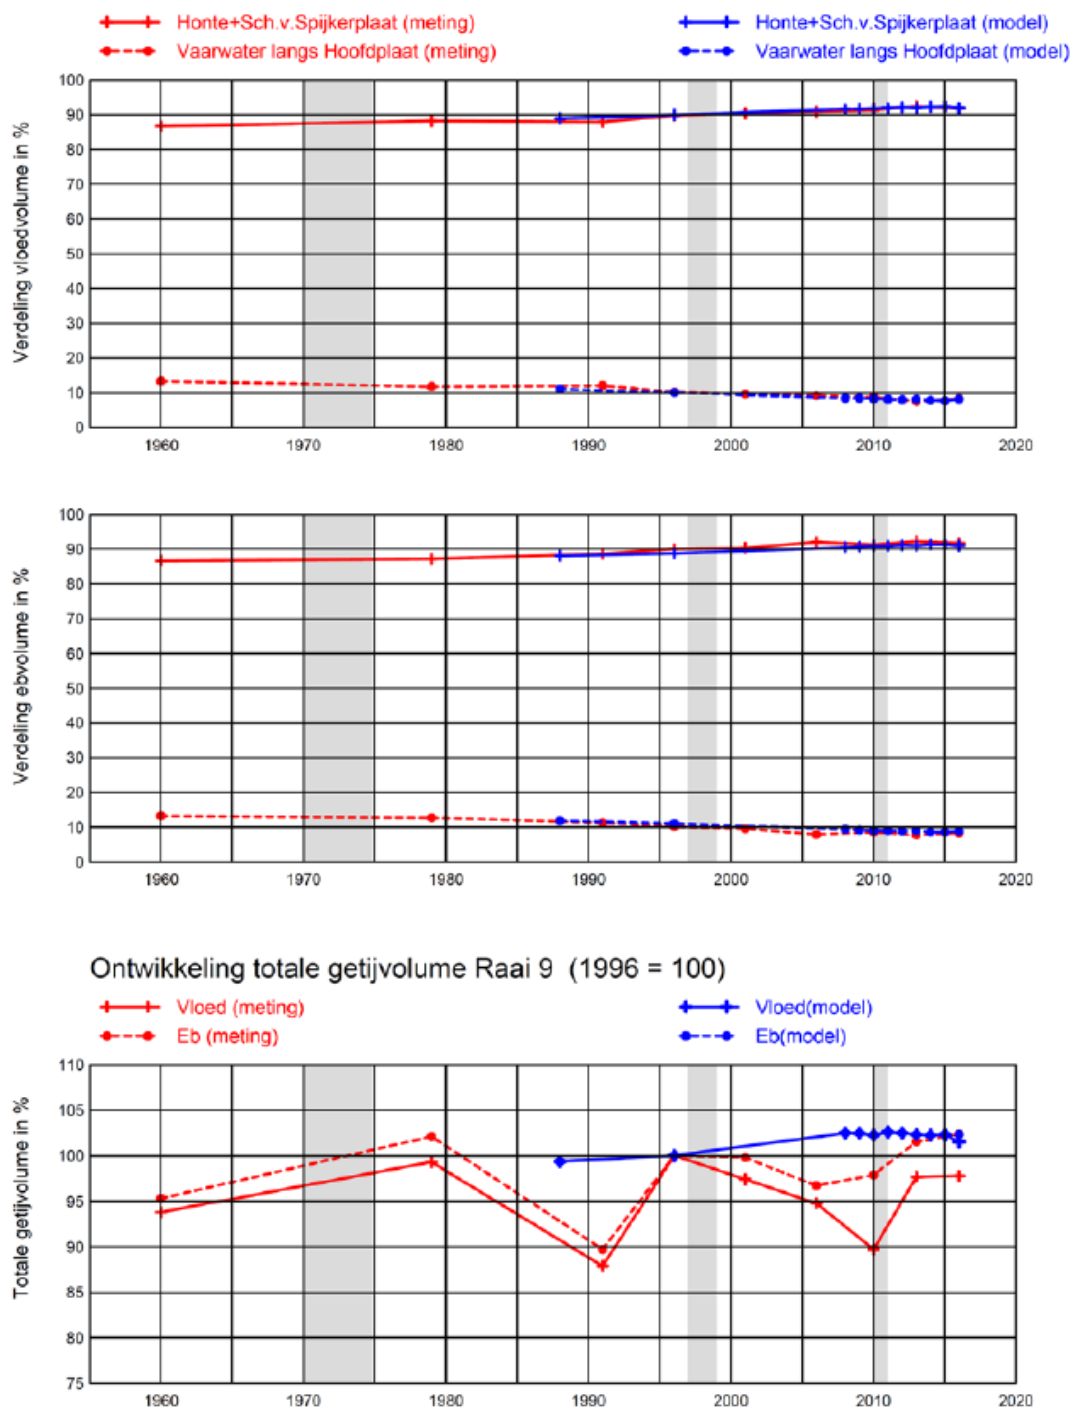 Honte+Sch.v.Spijkerplaat (meting)
Honte+Sch.v.Spijkerplaat (model)
Vaarwater langs Hoofdplaat (meting)
Vaarwater langs Hoofdplaat (model)
Verdeling vloedvolume in %
100
90
80
70
60
50
40
30
20
10
0
1960 1970 1980 1990 2000 2010 2020
Verdeling ebvolume in %
100
90
80
70
60
50
40
30
20
10
0
1960 1970 1980 1990 2000 2010 2020
Ontwikkeling totale getijvolume Raai 9 (1996 = 100)
Vloed (meting)
Vloed(model)
Eb (meting)
Eb(model)
Totale getijvolume in %
110
105
100
95
90
85
80
75
1960 1970 1980 1990 2000 2010 2020